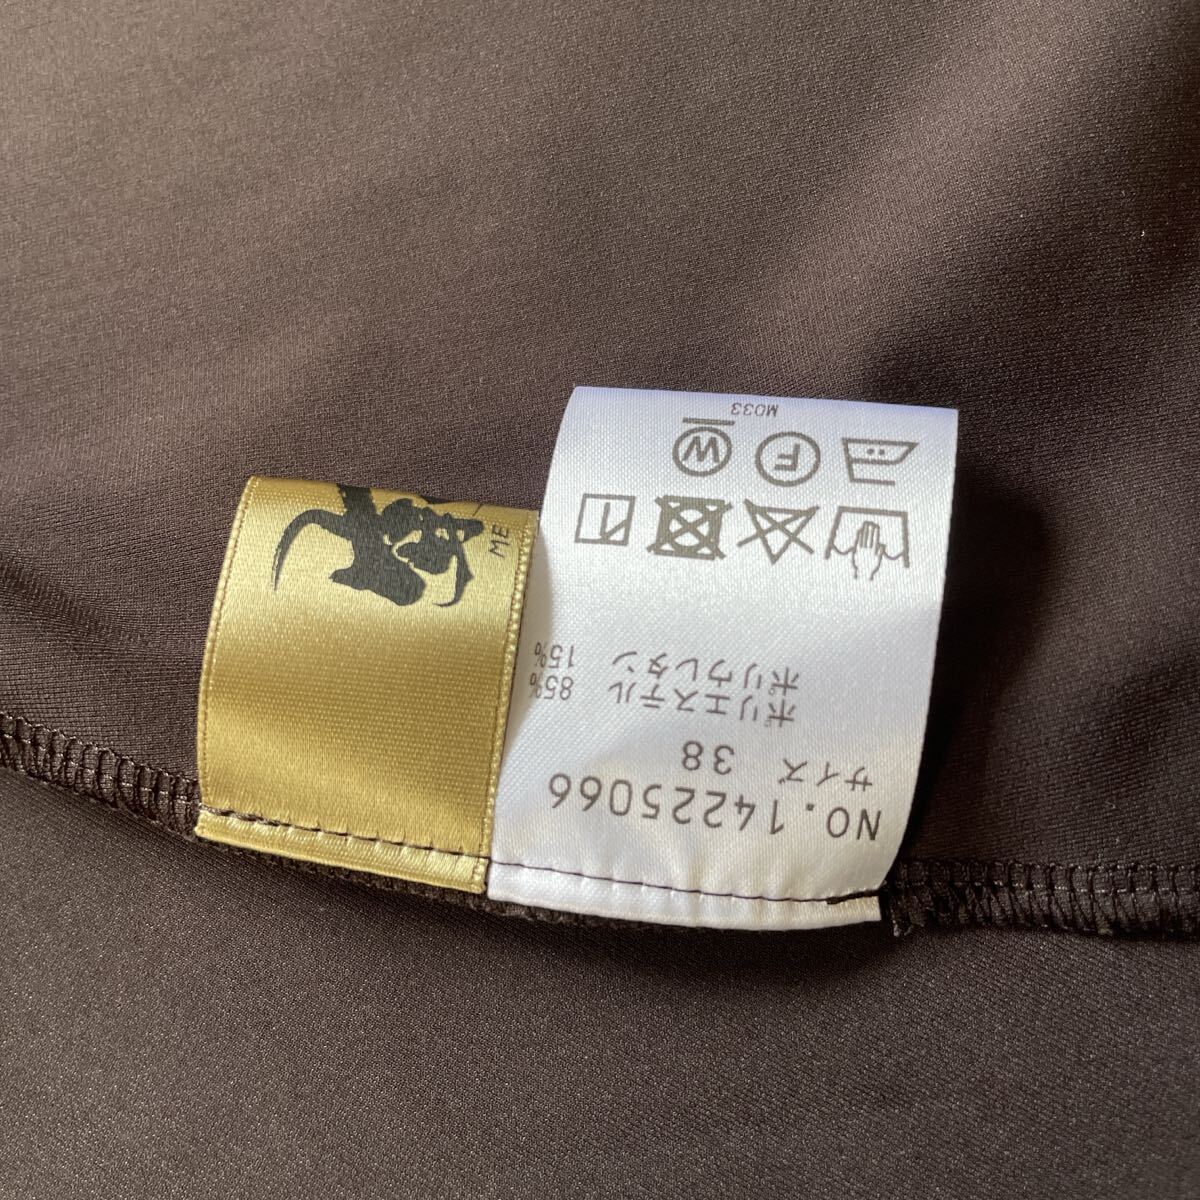 NO.14225066
サイズ 38
ポリエステル 85%
ポリウレタン 15%
F W
M033
ME